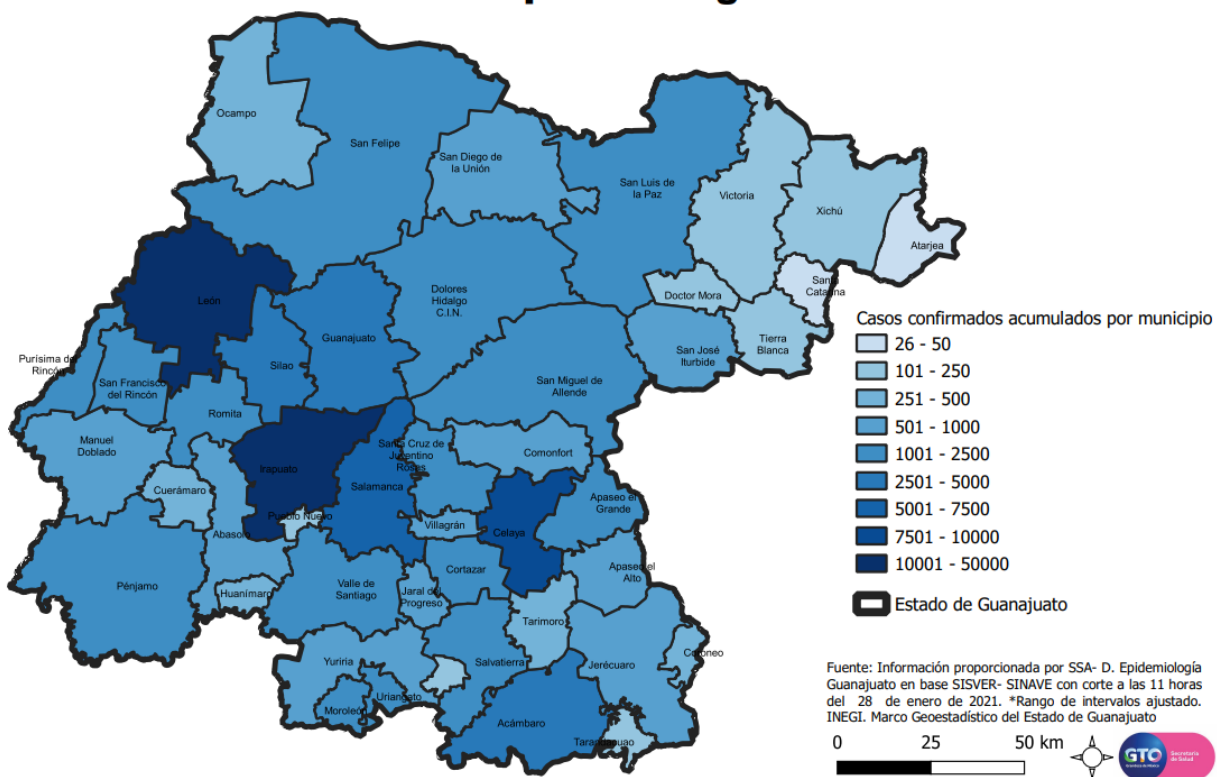 Ocampo
San Felipe
San Diego de
la Unión
San Luis de
la Paz
Victoria
Xichú
Atarjea
León
Dolores
Hidalgo
C.I.N.
Doctor Mora
Santa
Catarina
Guanajuato
Tierra
Blanca
Purísima del
Rincón
San Francisco
del Rincón
Silao
San José
Iturbide
San Miguel de
Allende
Romita
Manuel
Doblado
Santa Cruz de
Juventino
Rosas
Comonfort
Irapuato
Salamanca
Cuerámaro
Apaseo el
Grande
Pueblo Nuevo
Villagrán
Celaya
Abasolo
Pénjamo
Huanímaro
Valle de
Santiago
Jaral del
Progreso
Cortazar
Apaseo el
Alto
Tarimoro
Yuriria
Salvatierra
Jerécuaro
Coroneo
Uriangato
Moroleón
Acámbaro
Tarandacuao
Casos confirmados acumulados por municipio
26 - 50
101 - 250
251 - 500
501 - 1000
1001 - 2500
2501 - 5000
5001 - 7500
7501 - 10000
10001 - 50000
Estado de Guanajuato
Fuente: Información proporcionada por SSA- D. Epidemiología
Guanajuato en base SISVER- SINAVE con corte a las 11 horas
del 28 de enero de 2021. *Rango de intervalos ajustado.
INEGI. Marco Geoestadístico del Estado de Guanajuato
0 25 50 km
GTO
Secretaría
de Salud